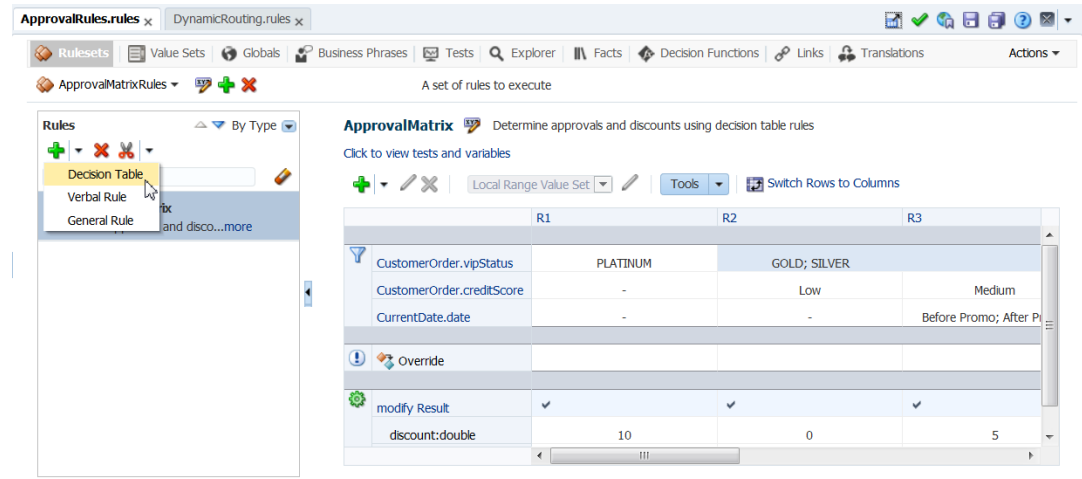 ApprovalRules.rules x DynamicRouting.rules x
Rulesets Value Sets Globals Business Phrases Tests Explorer Facts Decision Functions Links Translations Actions
ApprovalMatrixRules A set of rules to execute
Rules By Type
Decision Table
Verbal Rule
General Rule
ix
and disco...more
ApprovalMatrix Determine approvals and discounts using decision table rules
Click to view tests and variables
Local Range Value Set Tools Switch Rows to Columns
R1 R2 R3
CustomerOrder.vipStatus PLATINUM GOLD; SILVER
CustomerOrder.creditScore - Low Medium
CurrentDate.date - - Before Promo; After P
Override
modify Result
discount:double 10 0 5